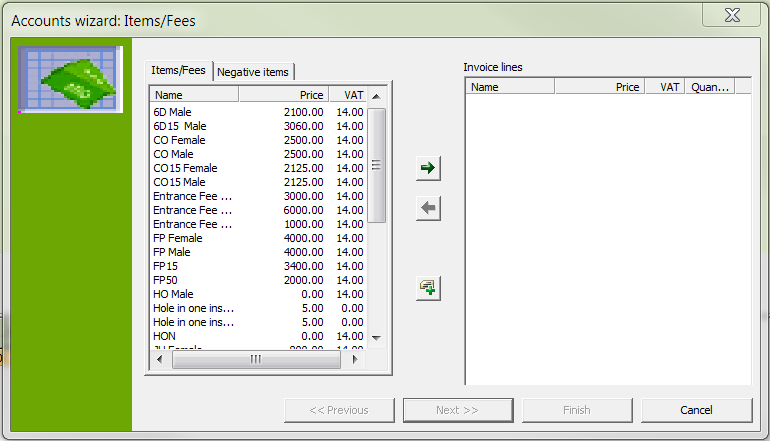 Accounts wizard: Items/Fees
Items/Fees Negative items
Name Price VAT
6D Male 2100.00 14.00
6D15 Male 3060.00 14.00
CO Female 2500.00 14.00
CO Male 2500.00 14.00
CO15 Female 2125.00 14.00
CO15 Male 2125.00 14.00
Entrance Fee ... 3000.00 14.00
Entrance Fee ... 6000.00 14.00
Entrance Fee ... 1000.00 14.00
FP Female 4000.00 14.00
FP Male 4000.00 14.00
FP15 3400.00 14.00
FP50 2000.00 14.00
HO Male 0.00 14.00
Hole in one ins... 5.00 0.00
Hole in one ins... 5.00 0.00
HON 0.00 14.00
Invoice lines
Name Price VAT Quan...
<< Previous Next >> Finish Cancel